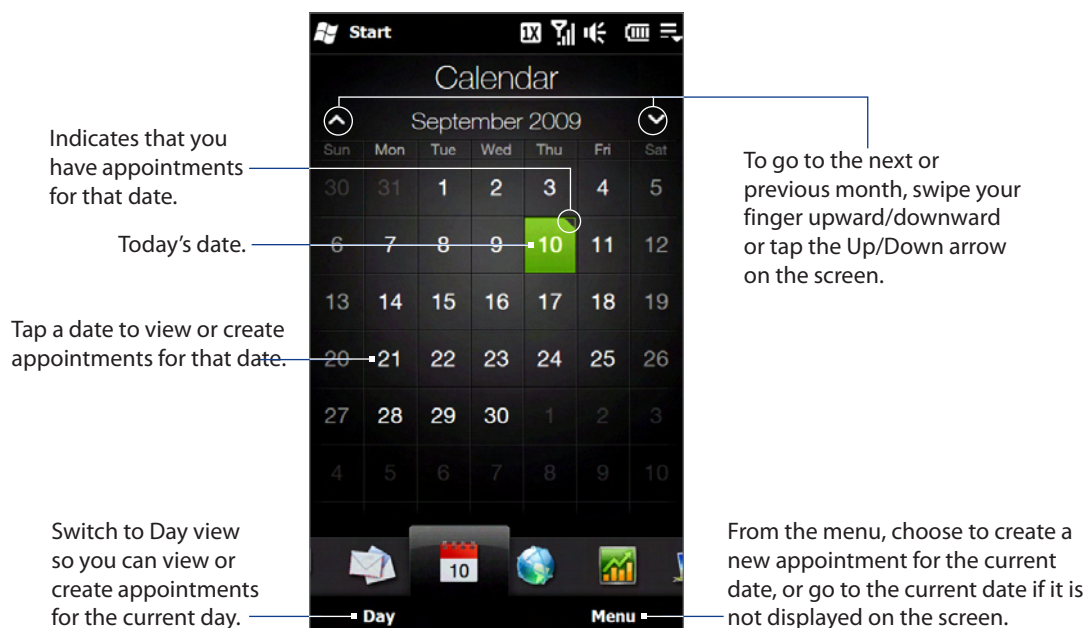 Start
1X
Calendar
September 2009
Sun Mon Tue Wed Thu Fri Sat
30 31 1 2 3 4 5
6 7 8 9 10 11 12
13 14 15 16 17 18 19
20 21 22 23 24 25 26
27 28 29 30 1 2 3
4 5 6 7 8 9 10
10
Day Menu
Indicates that you
have appointments
for that date.
Today’s date.
Tap a date to view or create
appointments for that date.
Switch to Day view
so you can view or
create appointments
for the current day.
To go to the next or
previous month, swipe your
finger upward/downward
or tap the Up/Down arrow
on the screen.
From the menu, choose to create a
new appointment for the current
date, or go to the current date if it is
not displayed on the screen.